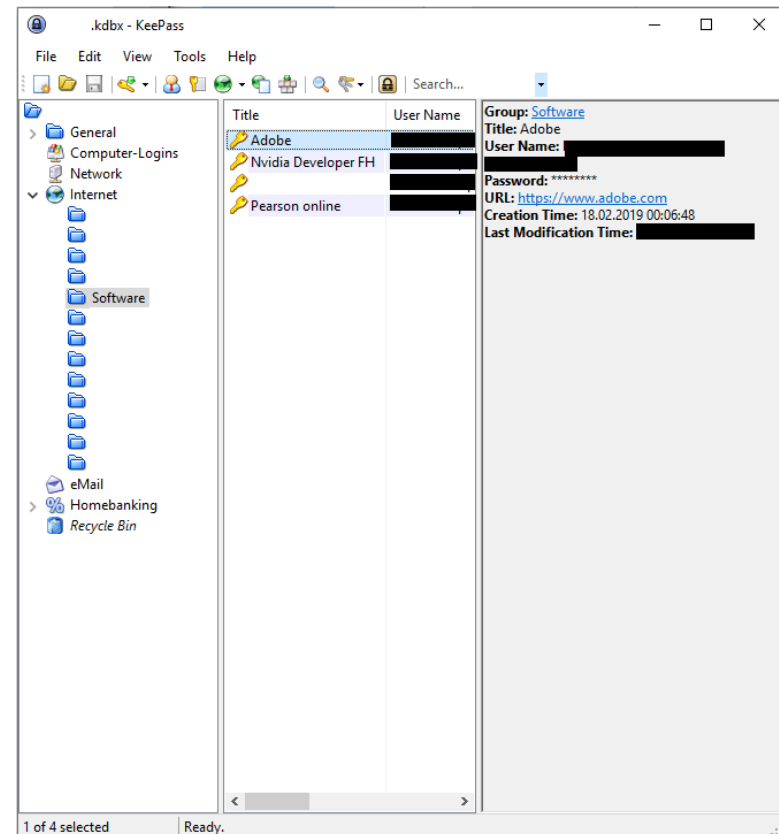 .kdbx - KeePass
File Edit View Tools Help
Search...
General
Computer-Logins
Network
Internet
Software
eMail
Homebanking
Recycle Bin
Title User Name
Adobe
Nvidia Developer FH
Pearson online
Group: Software
Title: Adobe
User Name:
Password: ********
URL: https://www.adobe.com
Creation Time: 18.02.2019 00:06:48
Last Modification Time:
1 of 4 selected Ready.